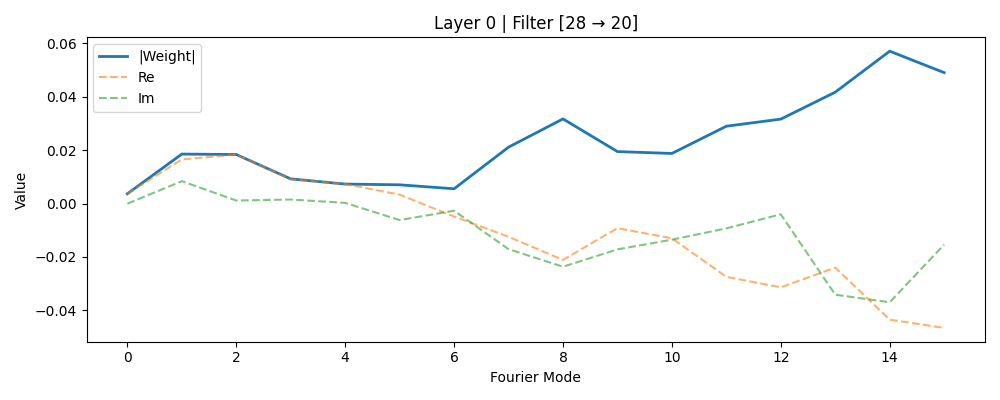 Layer 0 | Filter [28 → 20]
|Weight|
Re
Im
Value
0.06
0.04
0.02
0.00
−0.02
−0.04
0 2 4 6 8 10 12 14
Fourier Mode